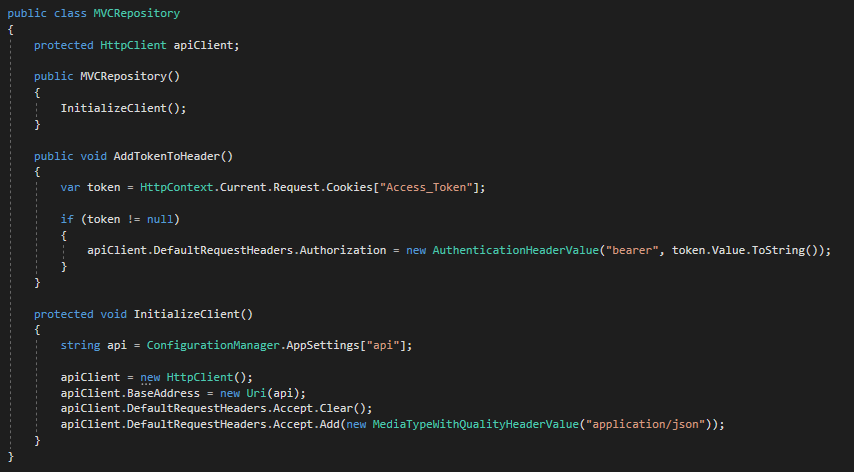 public class MVCRepository
{
    protected HttpClient apiClient;

    public MVCRepository()
    {
        InitializeClient();
    }

    public void AddTokenToHeader()
    {
        var token = HttpContext.Current.Request.Cookies["Access_Token"];

        if (token != null)
        {
            apiClient.DefaultRequestHeaders.Authorization = new AuthenticationHeaderValue("bearer", token.Value.ToString());
        }
    }

    protected void InitializeClient()
    {
        string api = ConfigurationManager.AppSettings["api"];

        apiClient = new HttpClient();
        apiClient.BaseAddress = new Uri(api);
        apiClient.DefaultRequestHeaders.Accept.Clear();
        apiClient.DefaultRequestHeaders.Accept.Add(new MediaTypeWithQualityHeaderValue("application/json"));
    }
}